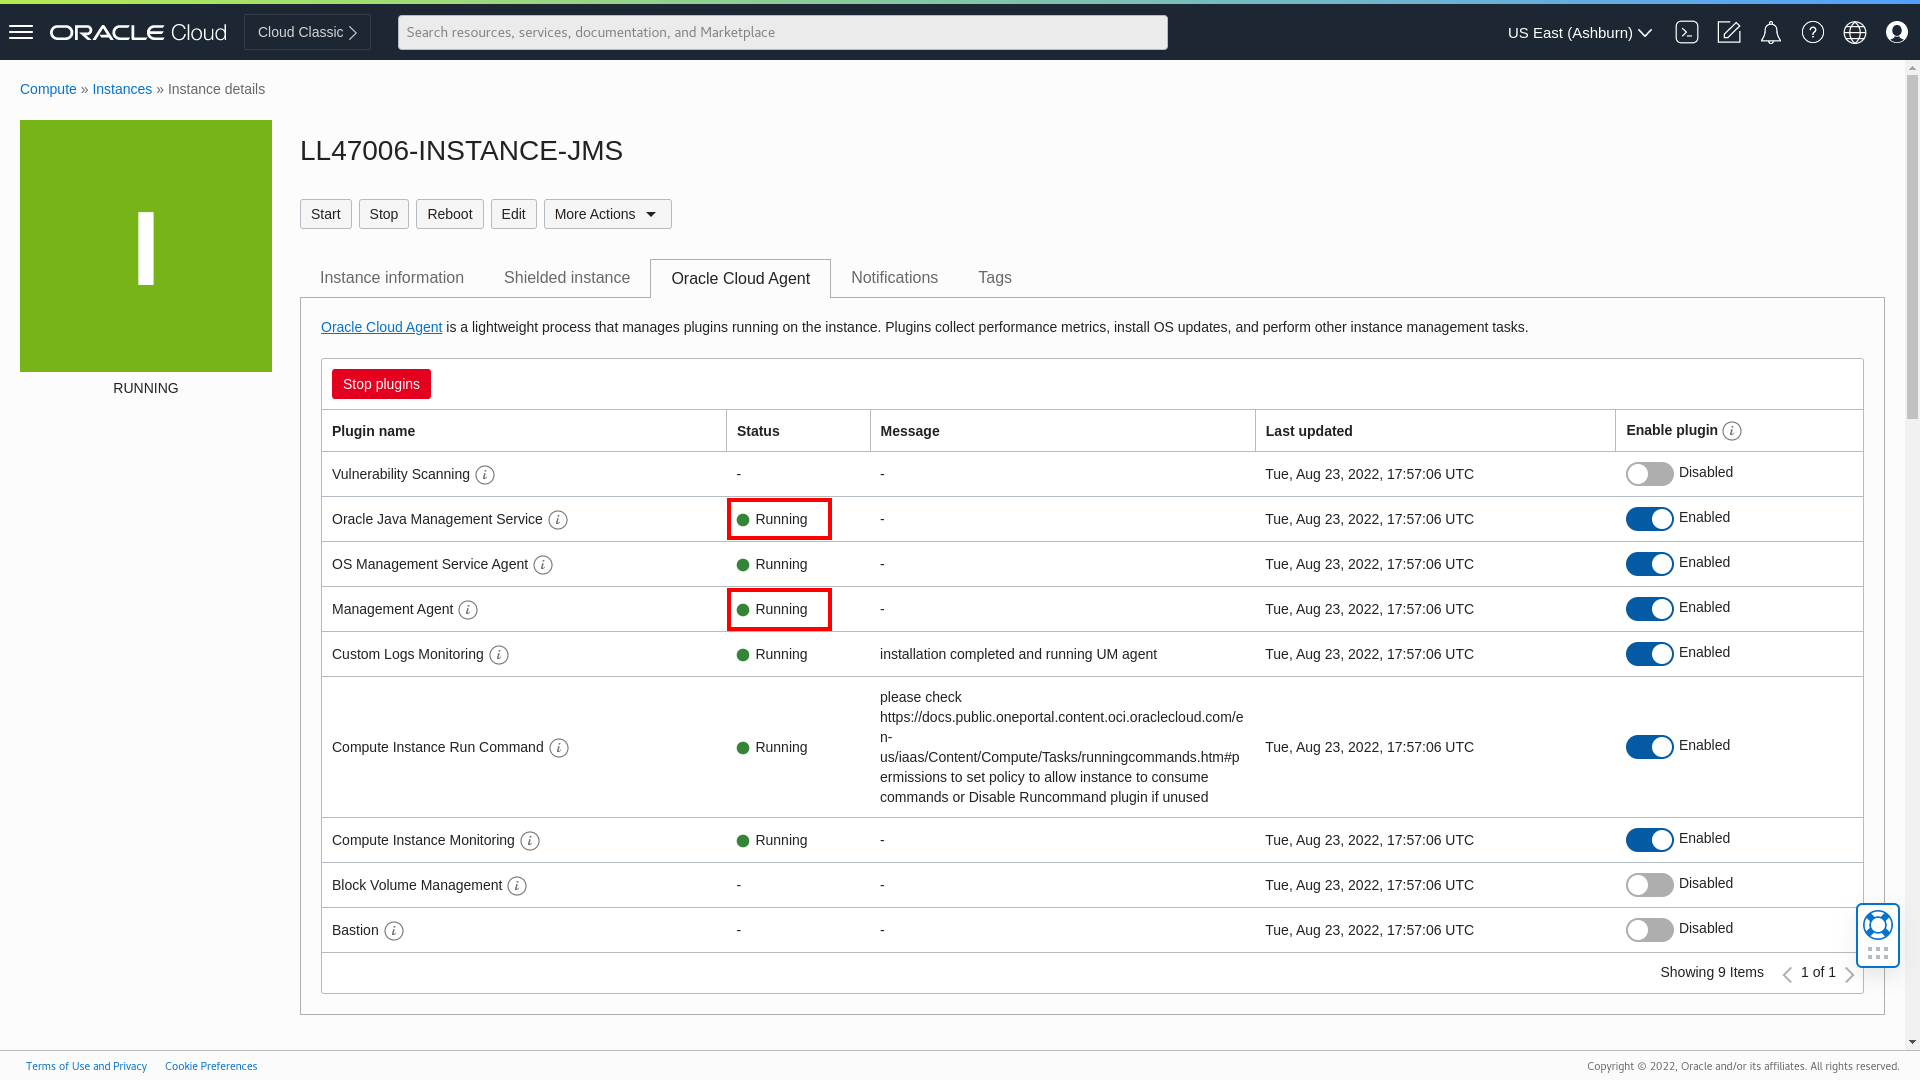 ORACLE Cloud
Cloud Classic
Search resources, services, documentation, and Marketplace
US East (Ashburn)
Compute » Instances » Instance details
I
RUNNING
LL47006-INSTANCE-JMS
Start Stop Reboot Edit More Actions
Instance information Shielded instance Oracle Cloud Agent Notifications Tags
Oracle Cloud Agent is a lightweight process that manages plugins running on the instance. Plugins collect performance metrics, install OS updates, and perform other instance management tasks.
Stop plugins
Plugin name Status Message Last updated Enable plugin
Vulnerability Scanning - - Tue, Aug 23, 2022, 17:57:06 UTC Disabled
Oracle Java Management Service Running - Tue, Aug 23, 2022, 17:57:06 UTC Enabled
OS Management Service Agent Running - Tue, Aug 23, 2022, 17:57:06 UTC Enabled
Management Agent Running - Tue, Aug 23, 2022, 17:57:06 UTC Enabled
Custom Logs Monitoring Running installation completed and running UM agent Tue, Aug 23, 2022, 17:57:06 UTC Enabled
please check
https://docs.public.oneportal.content.oci.oraclecloud.com/e
n-
Compute Instance Run Command Running us/iaas/Content/Compute/Tasks/runningcommands.htm#p Tue, Aug 23, 2022, 17:57:06 UTC Enabled
ermissions to set policy to allow instance to consume
commands or Disable Runcommand plugin if unused
Compute Instance Monitoring Running - Tue, Aug 23, 2022, 17:57:06 UTC Enabled
Block Volume Management - - Tue, Aug 23, 2022, 17:57:06 UTC Disabled
Bastion - - Tue, Aug 23, 2022, 17:57:06 UTC Disabled
Showing 9 Items 1 of 1
Terms of Use and Privacy Cookie Preferences
Copyright © 2022, Oracle and/or its affiliates. All rights reserved.